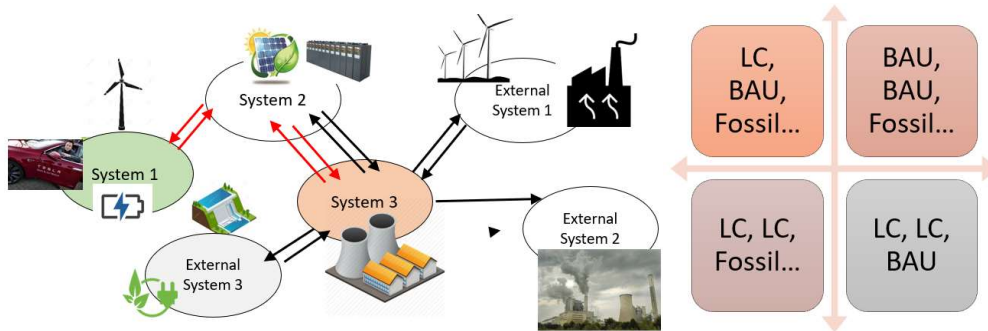 System 2
External
System 1
System 1
System 3
External
System 2
External
System 3
LC,
BAU,
Fossil...
BAU,
BAU,
Fossil...
LC, LC,
Fossil...
LC, LC,
BAU